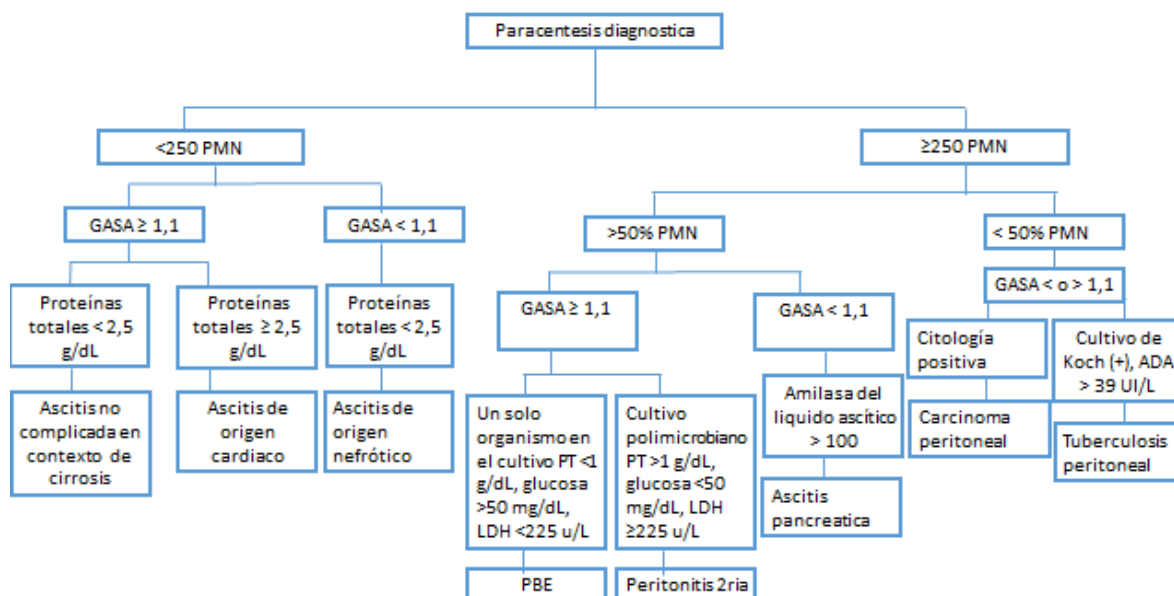 Paracentesis diagnostica
<250 PMN
≥250 PMN
GASA ≥ 1,1
GASA < 1,1
>50% PMN
< 50% PMN
Proteínas
totales < 2,5
g/dL
Proteínas
totales ≥ 2,5
g/dL
Proteínas
totales <2,5
g/dL
GASA ≥ 1,1
GASA < 1,1
GASA < o > 1,1
Citología
positiva
Cultivo de
Koch (+), ADA
> 39 UI/L
Ascitis no
complicada en
contexto de
cirrosis
Ascitis de
origen
cardiaco
Ascitis de
origen
nefrótico
Un solo
organismo en
el cultivo PT <1
g/dL, glucosa
>50 mg/dL,
LDH <225 u/L
Cultivo
polimicrobiano
PT >1 g/dL,
glucosa <50
mg/dL, LDH
≥225 u/L
Amilasa del
liquido ascítico
> 100
Carcinoma
peritoneal
Tuberculosis
peritoneal
Ascitis
pancreatica
PBE
Peritonitis 2ria